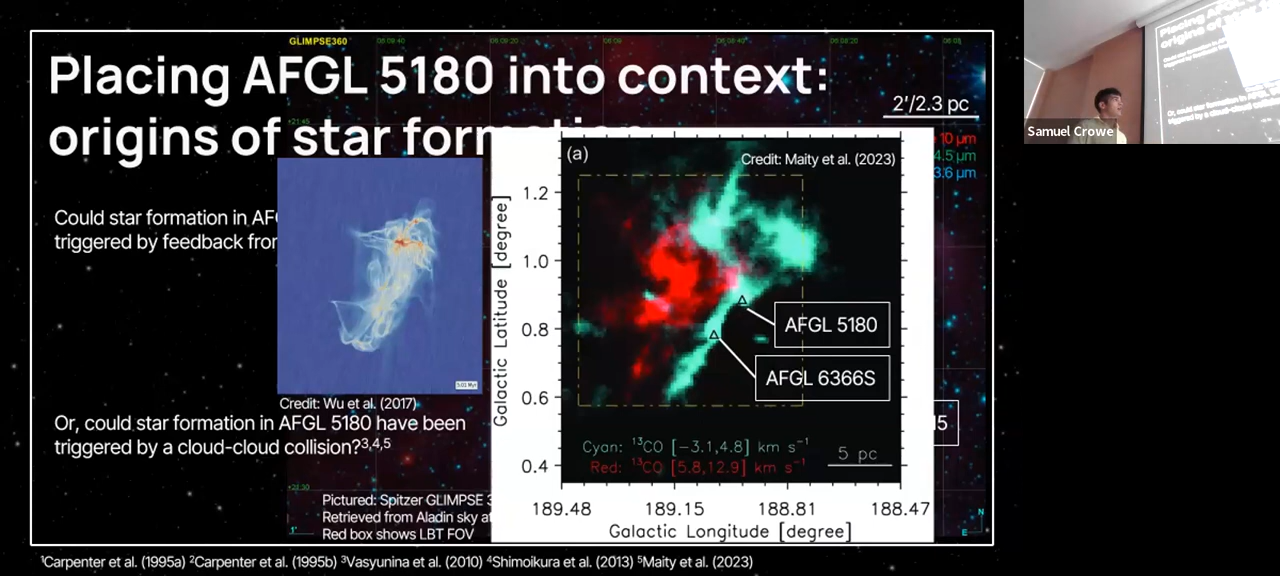 GLIMPSE360
Placing AFGL 5180 into context:
origins of star formation
2'/2.3 pc
10 μm
4.5 μm
3.6 μm
Could star formation in AFG
triggered by feedback from
(a)
Credit: Maity et al. (2023)
1.2
1.0
0.8
0.6
0.4
Galactic Latitude [degree]
AFGL 5180
AFGL 6366S
Cyan: ¹³CO [−3.1,4.8] km s⁻¹
Red: ¹³CO [5.8,12.9] km s⁻¹
5 pc
189.48 189.15 188.81 188.47
Galactic Longitude [degree]
Credit: Wu et al. (2017)
Or, could star formation in AFGL 5180 have been
triggered by a cloud-cloud collision?³,⁴,⁵
Pictured: Spitzer GLIMPSE 3
Retrieved from Aladin sky at
Red box shows LBT FOV
1'
N
E
¹Carpenter et al. (1995a) ²Carpenter et al. (1995b) ³Vasyunina et al. (2010) ⁴Shimoikura et al. (2013) ⁵Maity et al. (2023)
Samuel Crowe